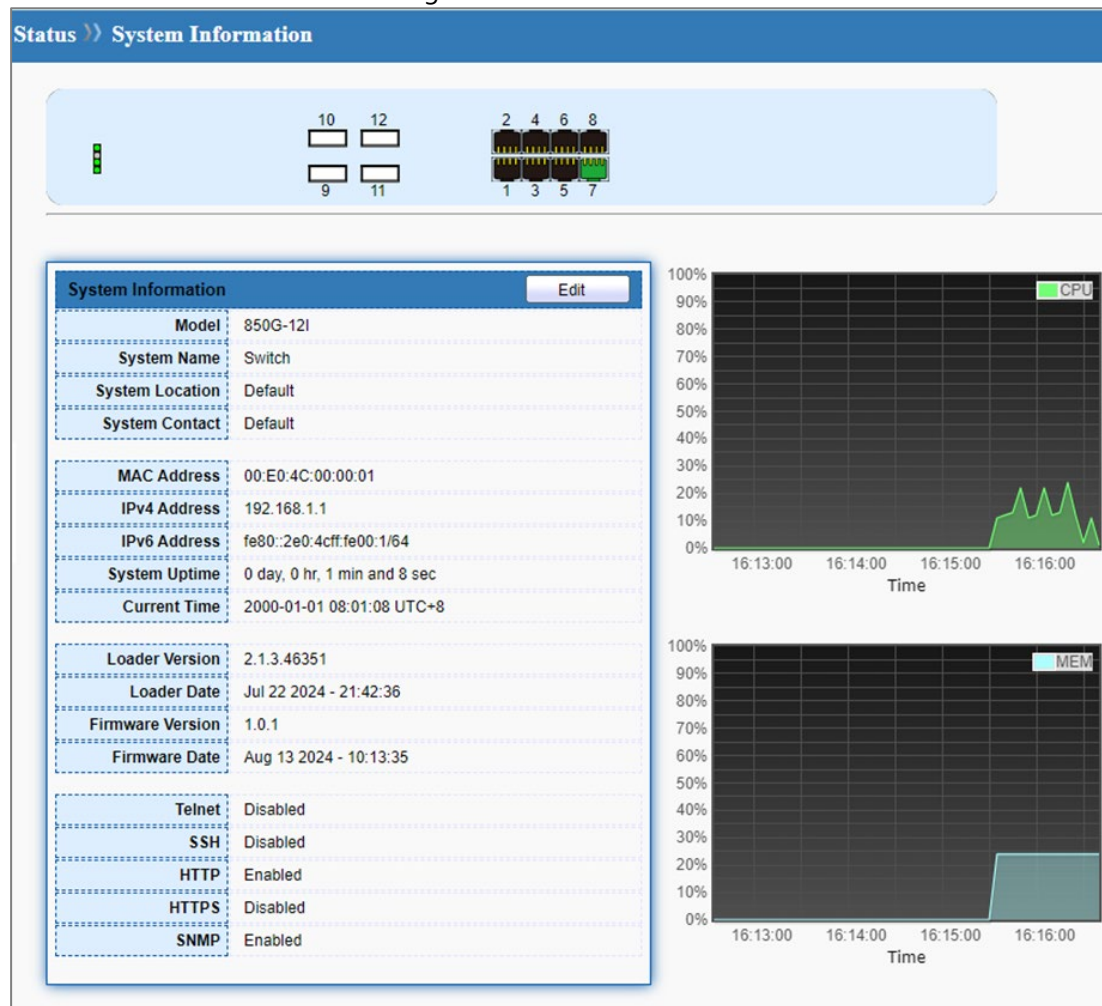 Status 》 System Information
10 12 2 4 6 8
9 11 1 3 5 7
System Information Edit
Model 850G-12I
System Name Switch
System Location Default
System Contact Default
MAC Address 00:E0:4C:00:00:01
IPv4 Address 192.168.1.1
IPv6 Address fe80::2e0:4cff:fe00:1/64
System Uptime 0 day, 0 hr, 1 min and 8 sec
Current Time 2000-01-01 08:01:08 UTC+8
Loader Version 2.1.3.46351
Loader Date Jul 22 2024 - 21:42:36
Firmware Version 1.0.1
Firmware Date Aug 13 2024 - 10:13:35
Telnet Disabled
SSH Disabled
HTTP Enabled
HTTPS Disabled
SNMP Enabled
100%
CPU
90%
80%
70%
60%
50%
40%
30%
20%
10%
0%
16:13:00 16:14:00 16:15:00 16:16:00
Time
100%
MEM
90%
80%
70%
60%
50%
40%
30%
20%
10%
0%
16:13:00 16:14:00 16:15:00 16:16:00
Time